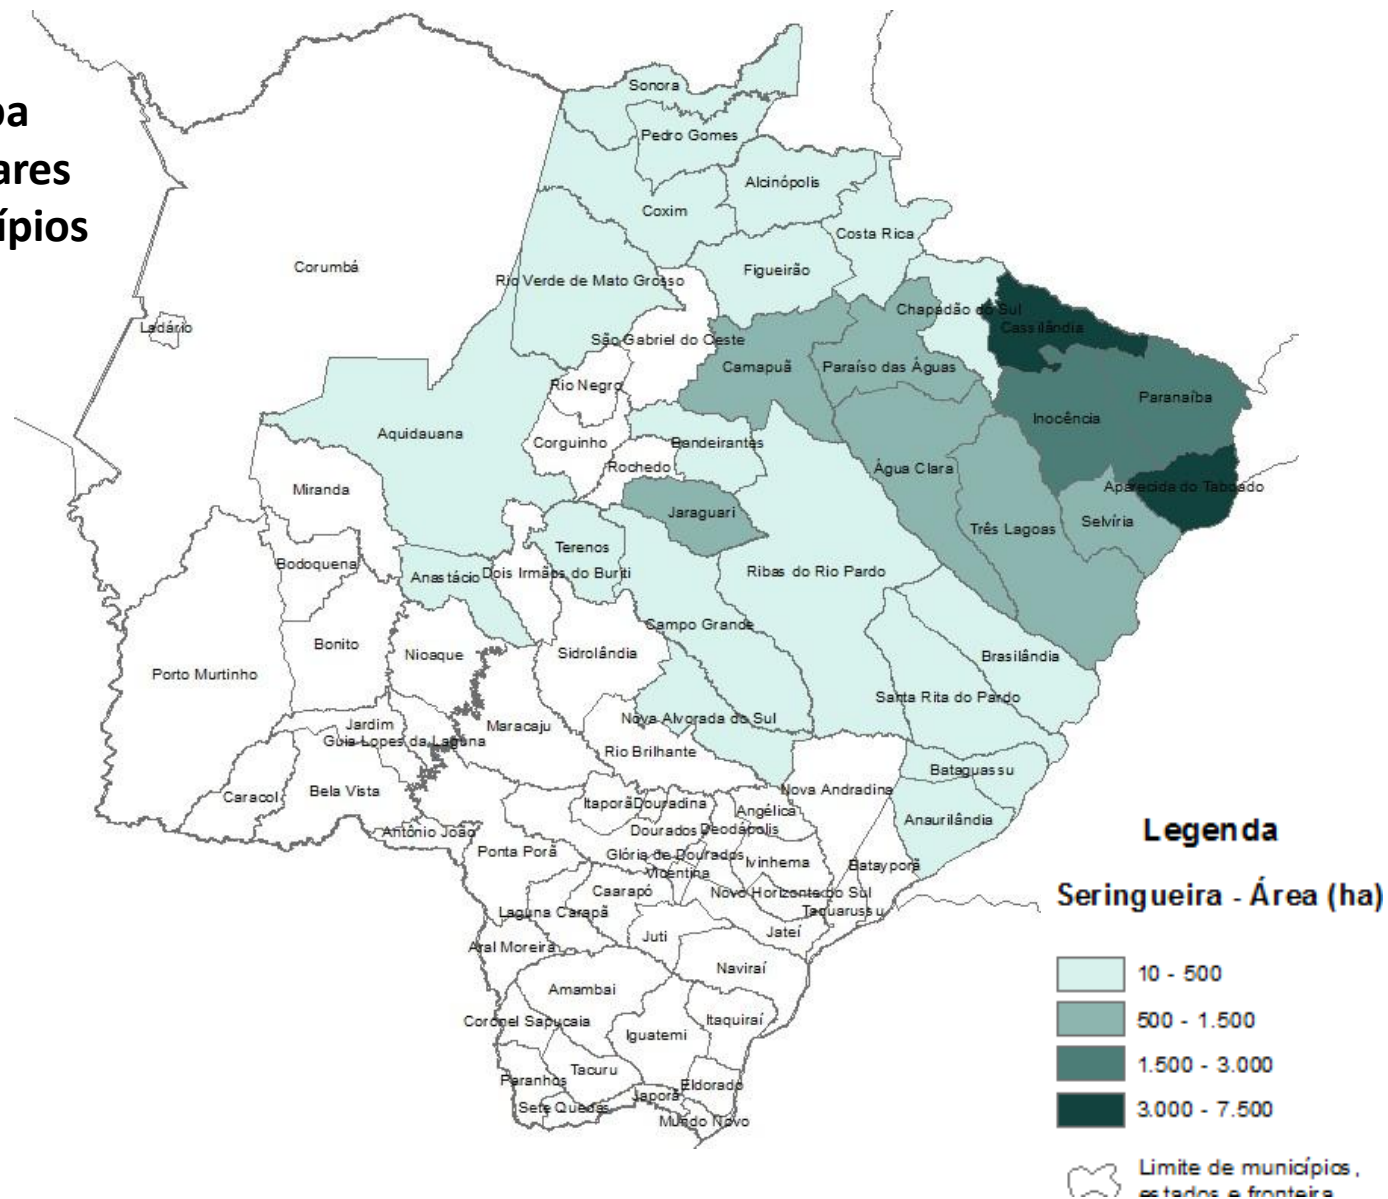 pa
ares
ípios
Sonora
Pedro Gomes
Alcinópolis
Coxim
Costa Rica
Corumbá
Figueirão
Rio Verde de Mato Grosso
Chapadão do Sul
Ladário
Cassilândia
São Gabriel do Oeste
Camapuã
Paraíso das Águas
Rio Negro
Paranaíba
Inocência
Aquidauana
Corguinho
Bandeirantes
Rochedo
Água Clara
Miranda
Aparecida do Taboado
Jaraguari
Selvíria
Três Lagoas
Terenos
Bodoquena
Anastácio
Dois Irmãos do Buriti
Ribas do Rio Pardo
Campo Grande
Bonito
Nioaque
Sidrolândia
Brasilândia
Porto Murtinho
Santa Rita do Pardo
Jardim
Maracaju
Nova Alvorada do Sul
Guia Lopes da Laguna
Rio Brilhante
Bataguassu
Bela Vista
Nova Andradina
Caracol
Itaporã
Douradina
Angélica
Anaurilândia
Antônio João
Dourados
Deodápolis
Ponta Porã
Glória de Dourados
Ivinhema
Batayporã
Vicentina
Caarapó
Novo Horizonte do Sul
Laguna Carapã
Taquarussu
Juti
Jateí
Aral Moreira
Naviraí
Amambai
Coronel Sapucaia
Itaquiraí
Iguatemi
Tacuru
Paranhos
Eldorado
Japorã
Sete Quedas
Mundo Novo
Legenda
Seringueira - Área (ha)
10 - 500
500 - 1.500
1.500 - 3.000
3.000 - 7.500
Limite de municípios,
estados e fronteira